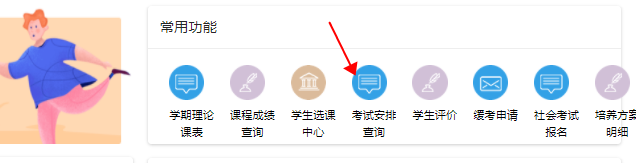 常用功能
学期理论 课程成绩 学生选课 考试安排 学生评价 缓考申请 社会考试 培养方案
课表 查询 中心 查询 报名 明细